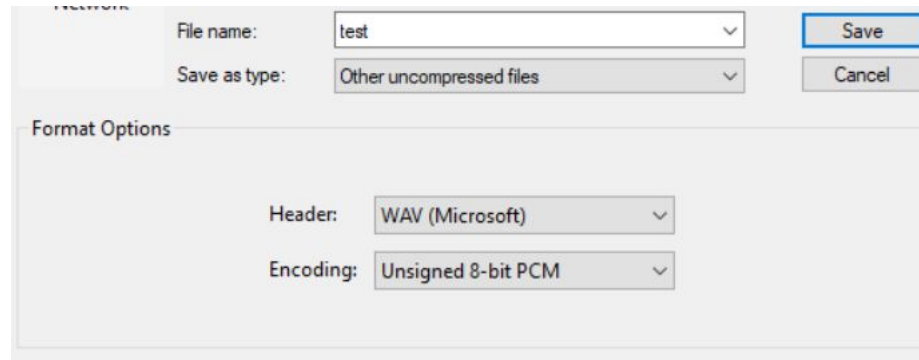 Network
File name: test Save
Save as type: Other uncompressed files Cancel
Format Options
Header: WAV (Microsoft)
Encoding: Unsigned 8-bit PCM